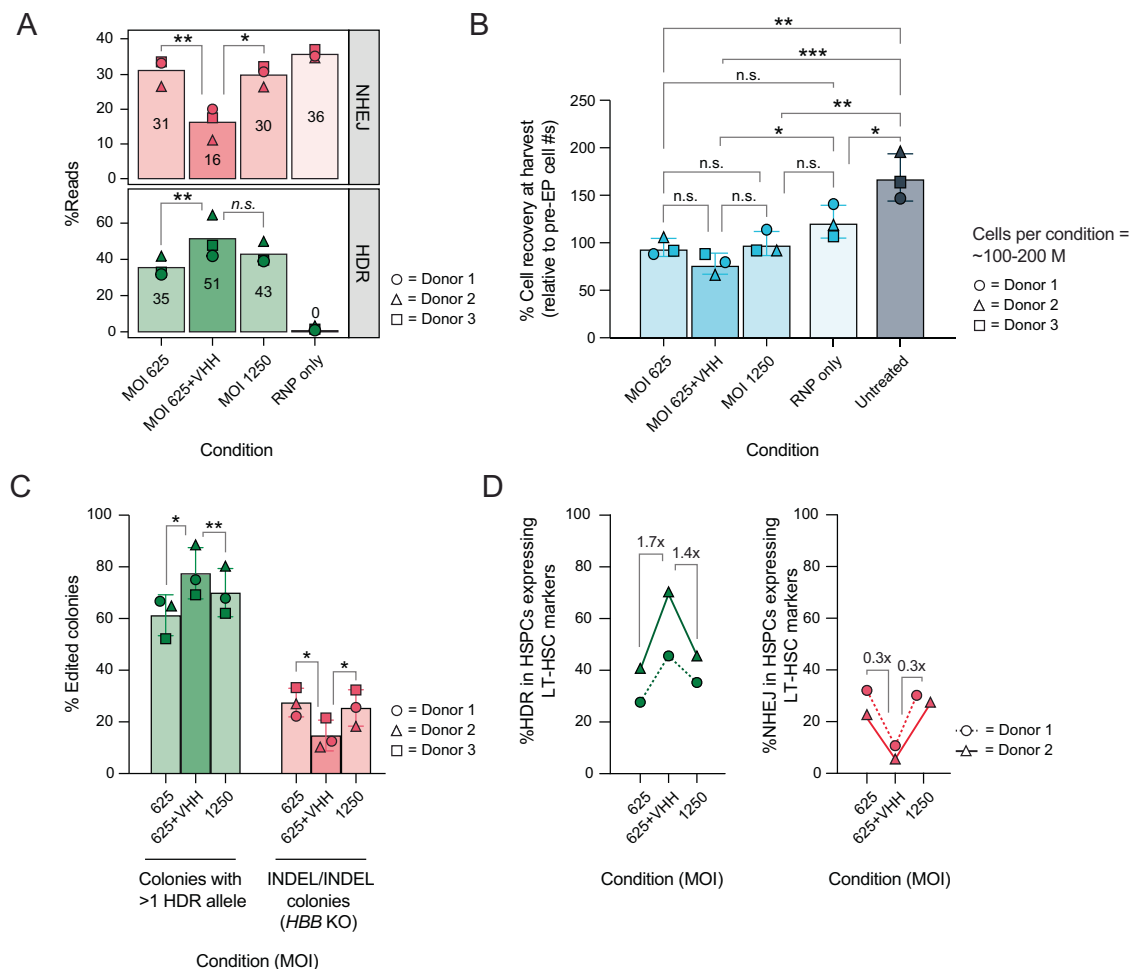 A
%Reads
40
30
20
10
0
**
*
31
16
30
36
NHEJ
60
40
20
0
**
n.s.
35
51
43
0
HDR
= Donor 1
= Donor 2
= Donor 3
MOI 625
MOI 625+VHH
MOI 1250
RNP only
Condition
B
% Cell recovery at harvest
(relative to pre-EP cell #s)
250
200
150
100
50
0
**
***
n.s.
**
*
*
n.s.
n.s.
n.s.
n.s.
Cells per condition =
~100-200 M
= Donor 1
= Donor 2
= Donor 3
MOI 625
MOI 625+VHH
MOI 1250
RNP only
Untreated
Condition
C
% Edited colonies
100
80
60
40
20
0
*
**
*
*
= Donor 1
= Donor 2
= Donor 3
625
625+VHH
1250
625
625+VHH
1250
Colonies with
>1 HDR allele
INDEL/INDEL
colonies
(HBB KO)
Condition (MOI)
D
%HDR in HSPCs expressing
LT-HSC markers
100
80
60
40
20
0
1.7x
1.4x
625
625+VHH
1250
Condition (MOI)
%NHEJ in HSPCs expressing
LT-HSC markers
100
80
60
40
20
0
0.3x
0.3x
= Donor 1
= Donor 2
625
625+VHH
1250
Condition (MOI)